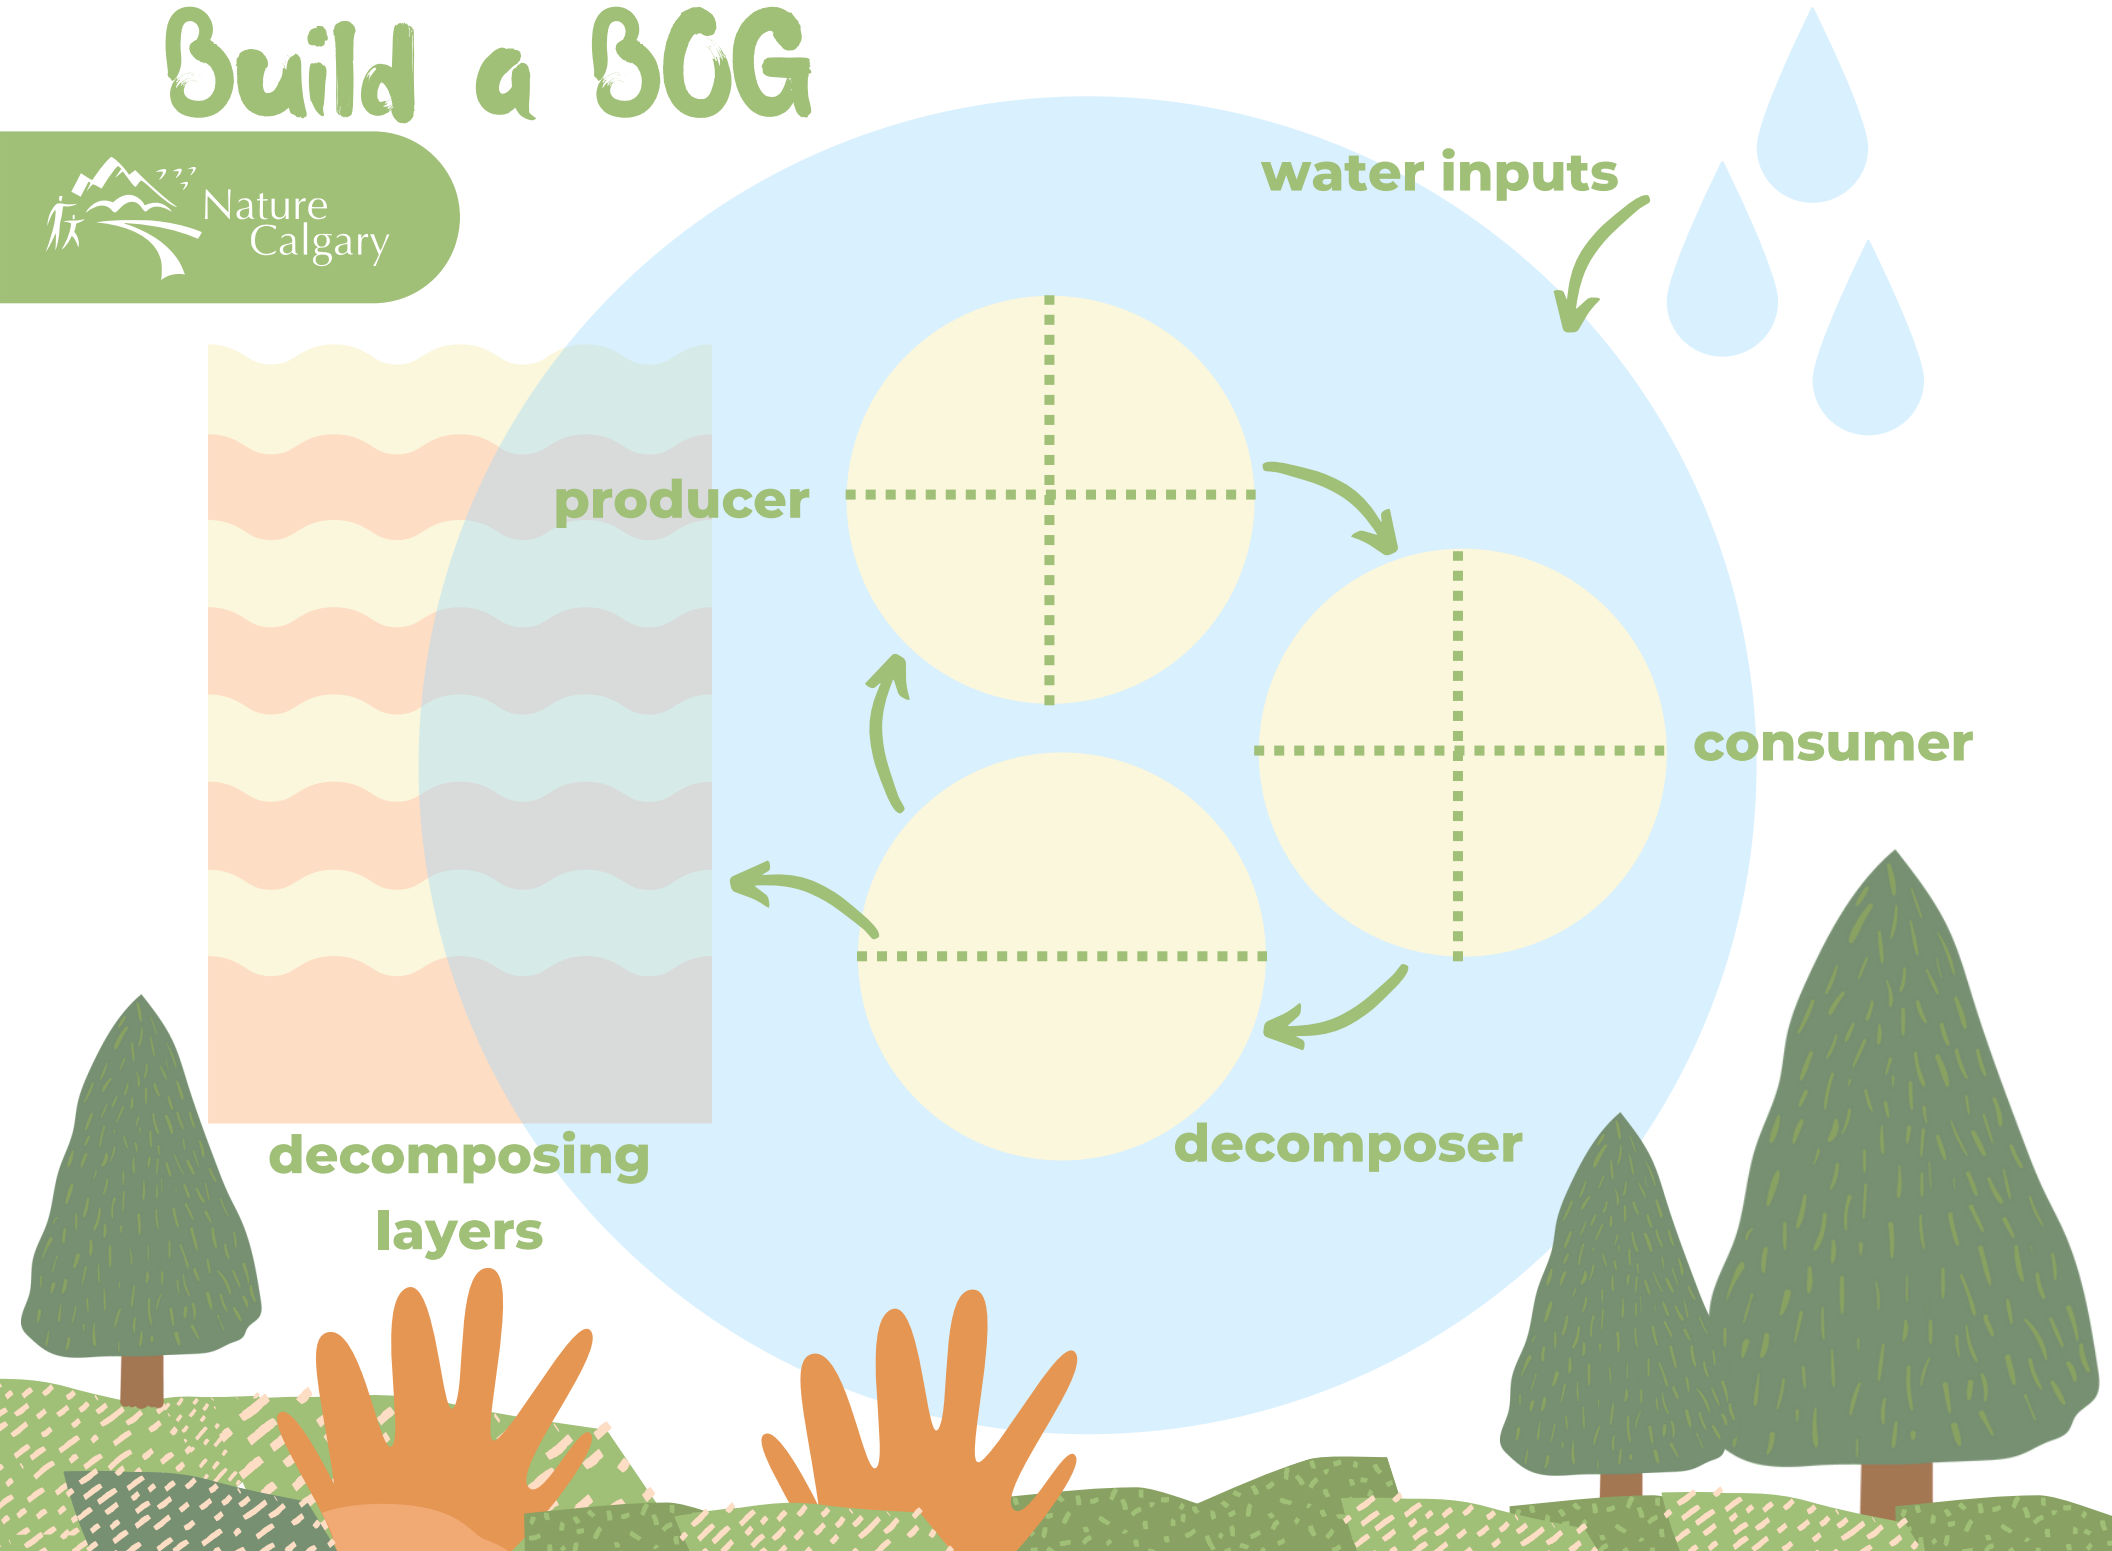 Build a BOG
Nature
Calgary
water inputs
producer
consumer
decomposer
decomposing
layers